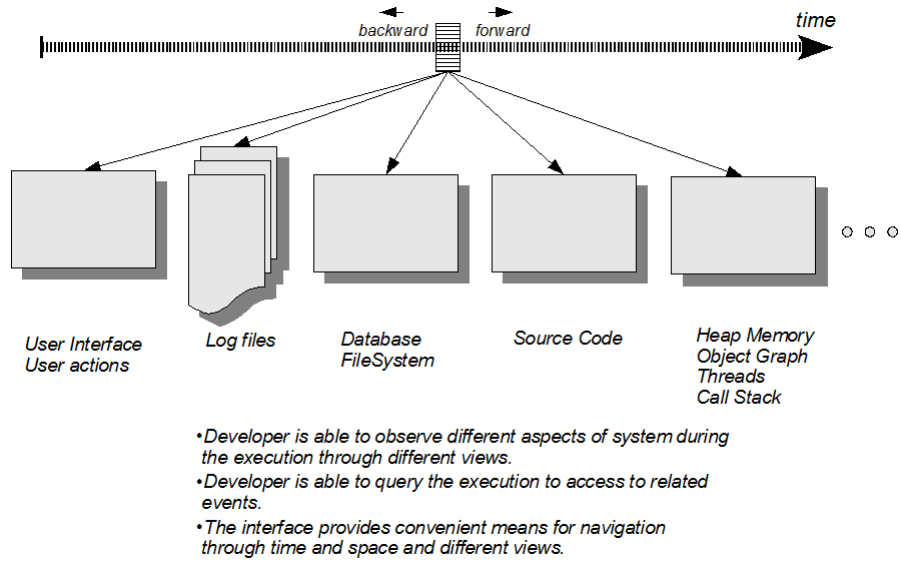 time
backward forward
User Interface
User actions
Log files
Database
FileSystem
Source Code
Heap Memory
Object Graph
Threads
Call Stack
•Developer is able to observe different aspects of system during
the execution through different views.
•Developer is able to query the execution to access to related
events.
•The interface provides convenient means for navigation
through time and space and different views.